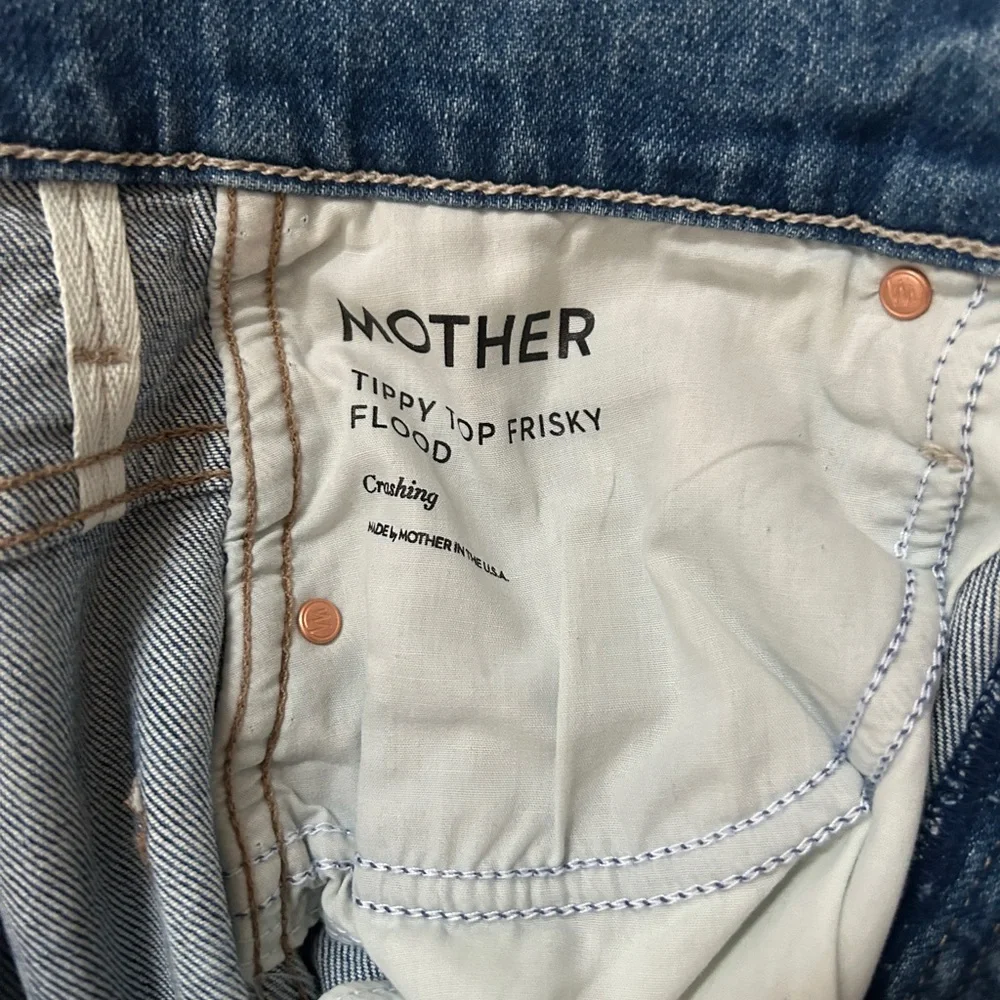 MOTHER
TIPPY TOP FRISKY
FLOOD
Crashing
MADE by MOTHER IN THE U.S.A.